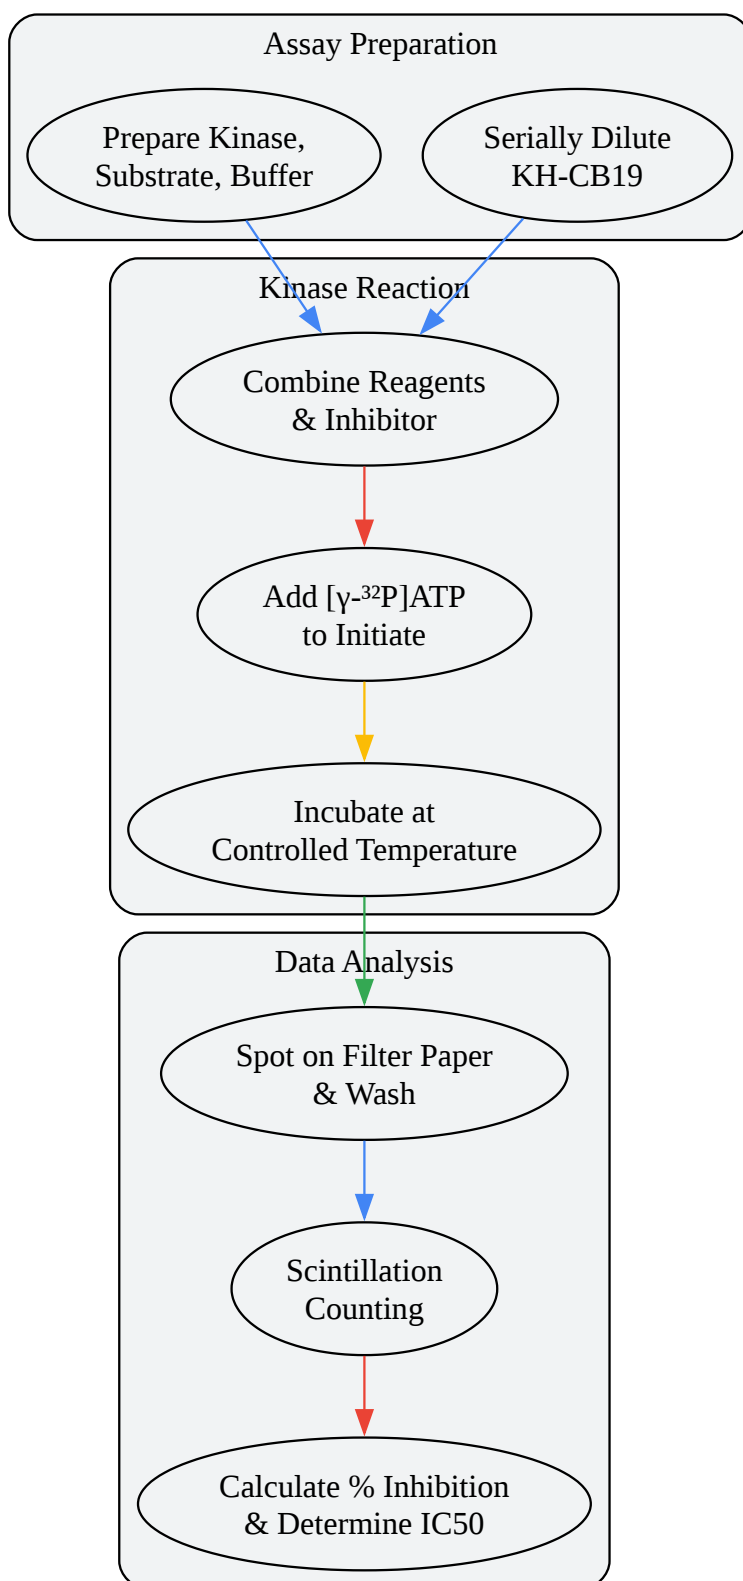 Assay Preparation
Prepare Kinase,
Substrate, Buffer
Serially Dilute
KH-CB19
Kinase Reaction
Combine Reagents
& Inhibitor
Add [γ-³²P]ATP
to Initiate
Incubate at
Controlled Temperature
Data Analysis
Spot on Filter Paper
& Wash
Scintillation
Counting
Calculate % Inhibition
& Determine IC50